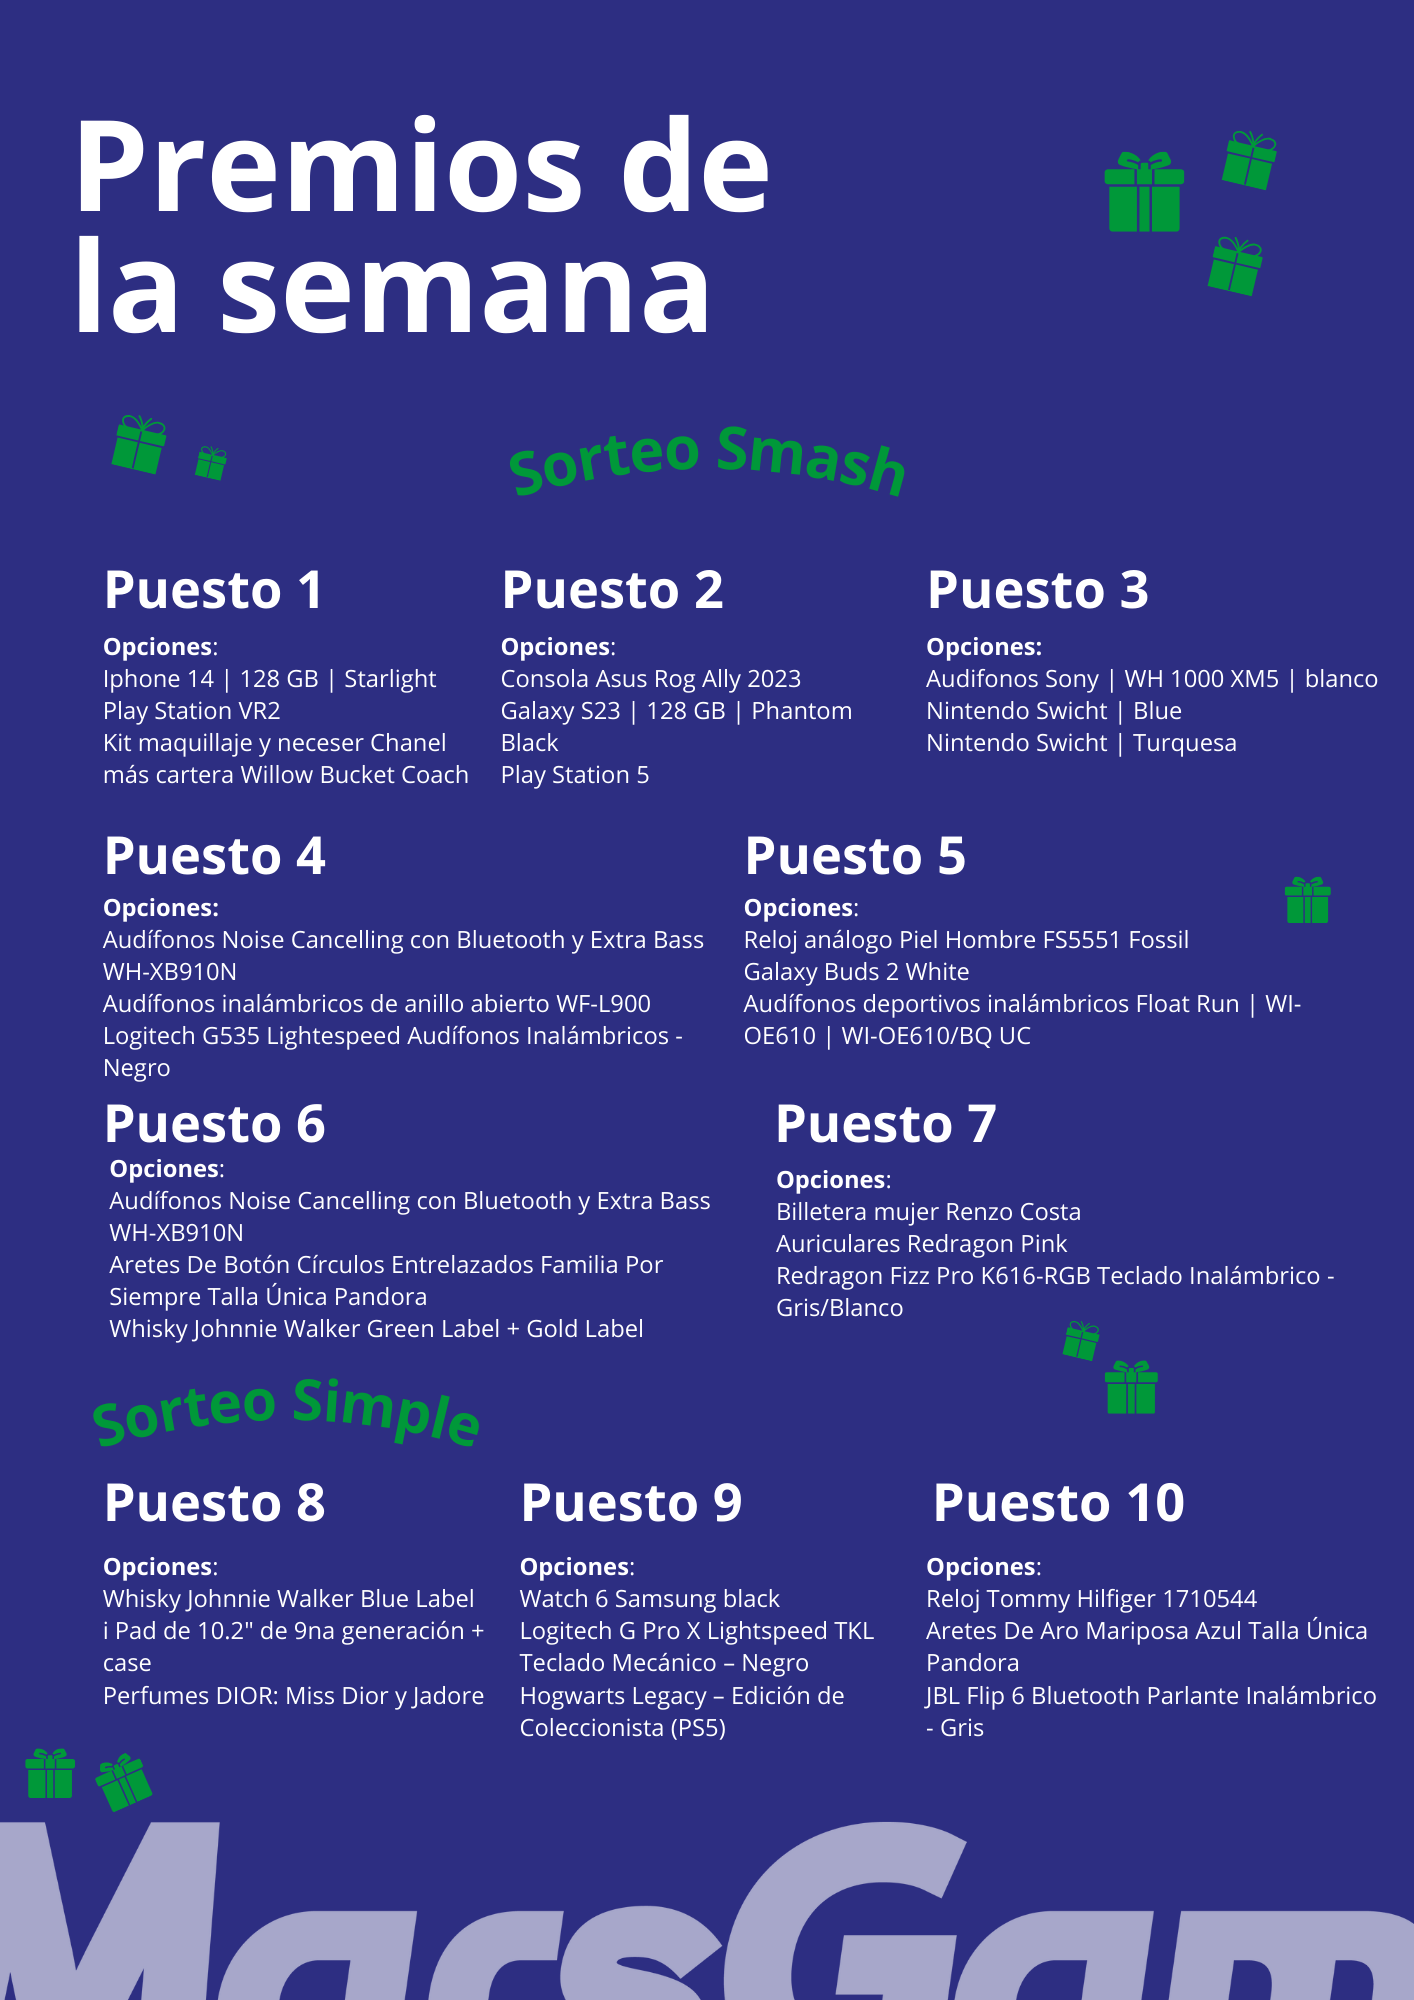 Premios de
la semana
Sorteo Smash
Puesto 1
Opciones:
Iphone 14 | 128 GB | Starlight
Play Station VR2
Kit maquillaje y neceser Chanel
más cartera Willow Bucket Coach
Puesto 2
Opciones:
Consola Asus Rog Ally 2023
Galaxy S23 | 128 GB | Phantom
Black
Play Station 5
Puesto 3
Opciones:
Audifonos Sony | WH 1000 XM5 | blanco
Nintendo Swicht | Blue
Nintendo Swicht | Turquesa
Puesto 4
Opciones:
Audífonos Noise Cancelling con Bluetooth y Extra Bass
WH-XB910N
Audífonos inalámbricos de anillo abierto WF-L900
Logitech G535 Lightespeed Audífonos Inalámbricos -
Negro
Puesto 5
Opciones:
Reloj análogo Piel Hombre FS5551 Fossil
Galaxy Buds 2 White
Audífonos deportivos inalámbricos Float Run | WI-
OE610 | WI-OE610/BQ UC
Puesto 6
Opciones:
Audífonos Noise Cancelling con Bluetooth y Extra Bass
WH-XB910N
Aretes De Botón Círculos Entrelazados Familia Por
Siempre Talla Única Pandora
Whisky Johnnie Walker Green Label + Gold Label
Puesto 7
Opciones:
Billetera mujer Renzo Costa
Auriculares Redragon Pink
Redragon Fizz Pro K616-RGB Teclado Inalámbrico -
Gris/Blanco
Sorteo Simple
Puesto 8
Opciones:
Whisky Johnnie Walker Blue Label
i Pad de 10.2" de 9na generación +
case
Perfumes DIOR: Miss Dior y Jadore
Puesto 9
Opciones:
Watch 6 Samsung black
Logitech G Pro X Lightspeed TKL
Teclado Mecánico – Negro
Hogwarts Legacy – Edición de
Coleccionista (PS5)
Puesto 10
Opciones:
Reloj Tommy Hilfiger 1710544
Aretes De Aro Mariposa Azul Talla Única
Pandora
JBL Flip 6 Bluetooth Parlante Inalámbrico
- Gris
MarsGam